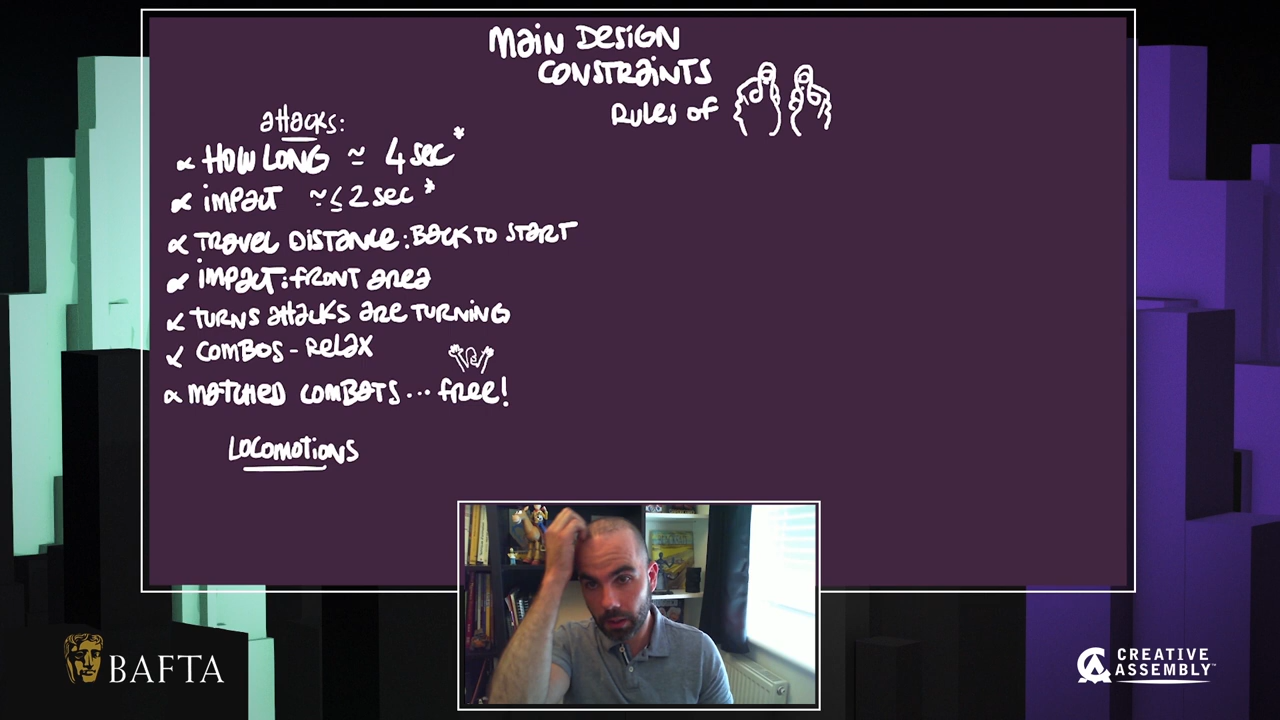 MAIN DESIGN
CONSTRAINTS
RULES OF
attacks:
HOW LONG ≃ 4 sec*
impact ~≤ 2 sec*
TRAVEL DISTANCE: BACK TO START
impact: FRONT area
TURNS attacks are TURNING
COMBOS - RELAX
MATCHED COMBATS... free!
LOCOMOTIONS
BAFTA
CREATIVE
ASSEMBLY™